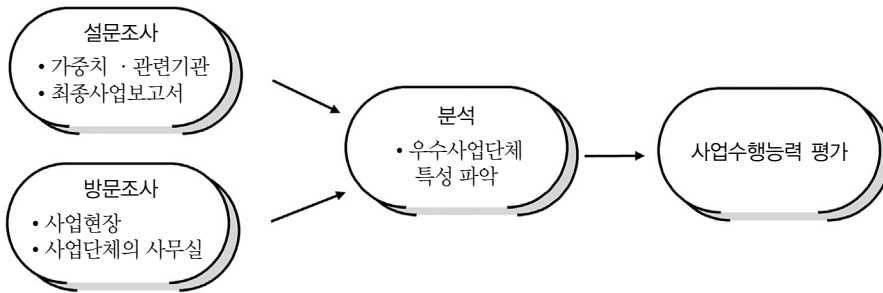 설문조사
• 가중치 · 관련기관
• 최종사업보고서
방문조사
• 사업현장
• 사업단체의 사무실
분석
• 우수사업단체
특성 파악
사업수행능력 평가